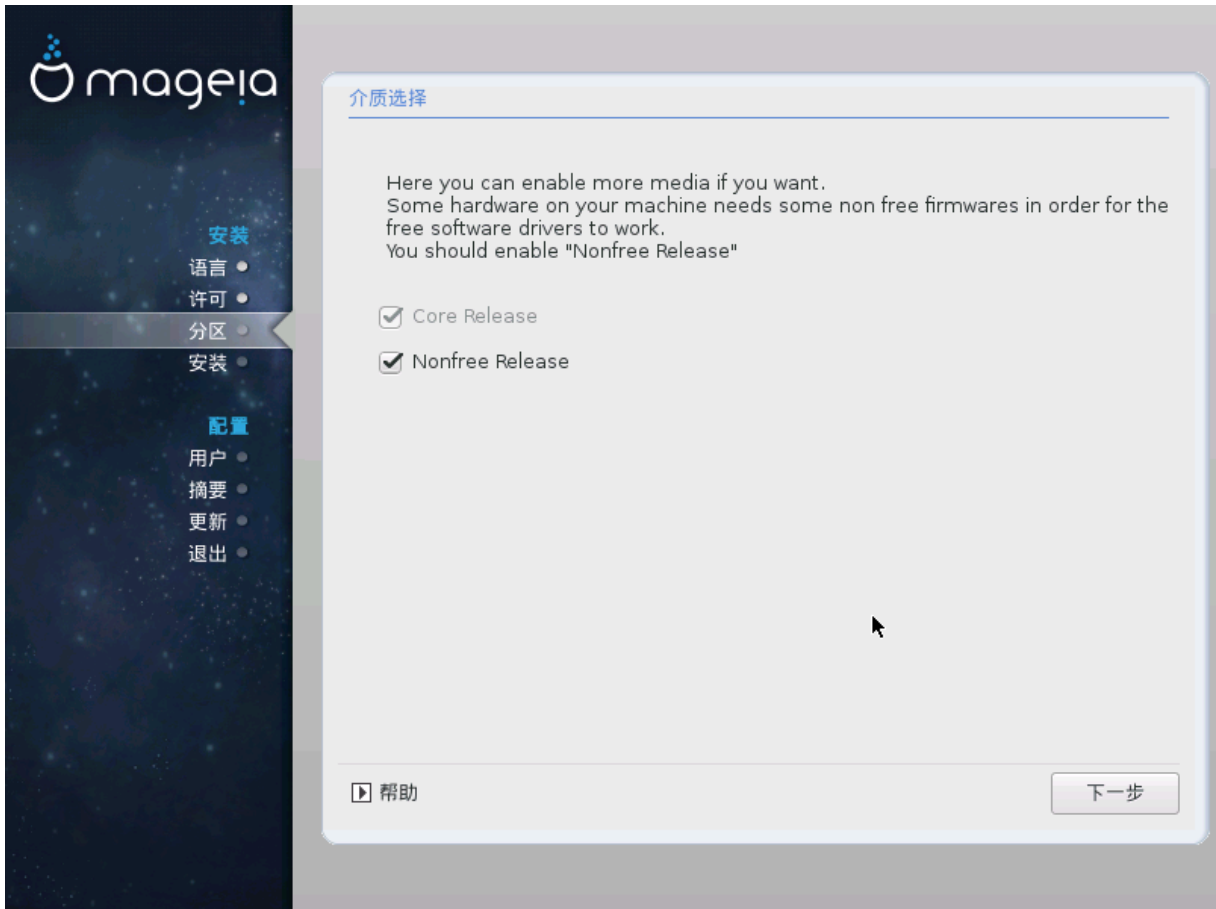 mageia
安装
语言
许可
分区
安装
配置
用户
摘要
更新
退出
介质选择
Here you can enable more media if you want.
Some hardware on your machine needs some non free firmwares in order for the
free software drivers to work.
You should enable "Nonfree Release"
Core Release
Nonfree Release
帮助
下一步